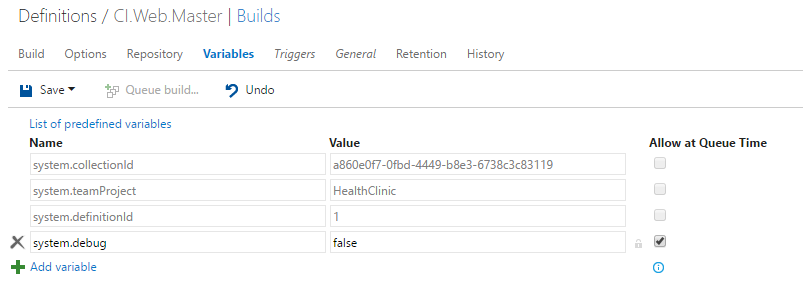 Definitions / CI.Web.Master | Builds
Build Options Repository Variables Triggers General Retention History
Save Queue build... Undo
List of predefined variables
Name Value Allow at Queue Time
system.collectionId a860e0f7-0fbd-4449-b8e3-6738c3c83119
system.teamProject HealthClinic
system.definitionId 1
system.debug false
Add variable